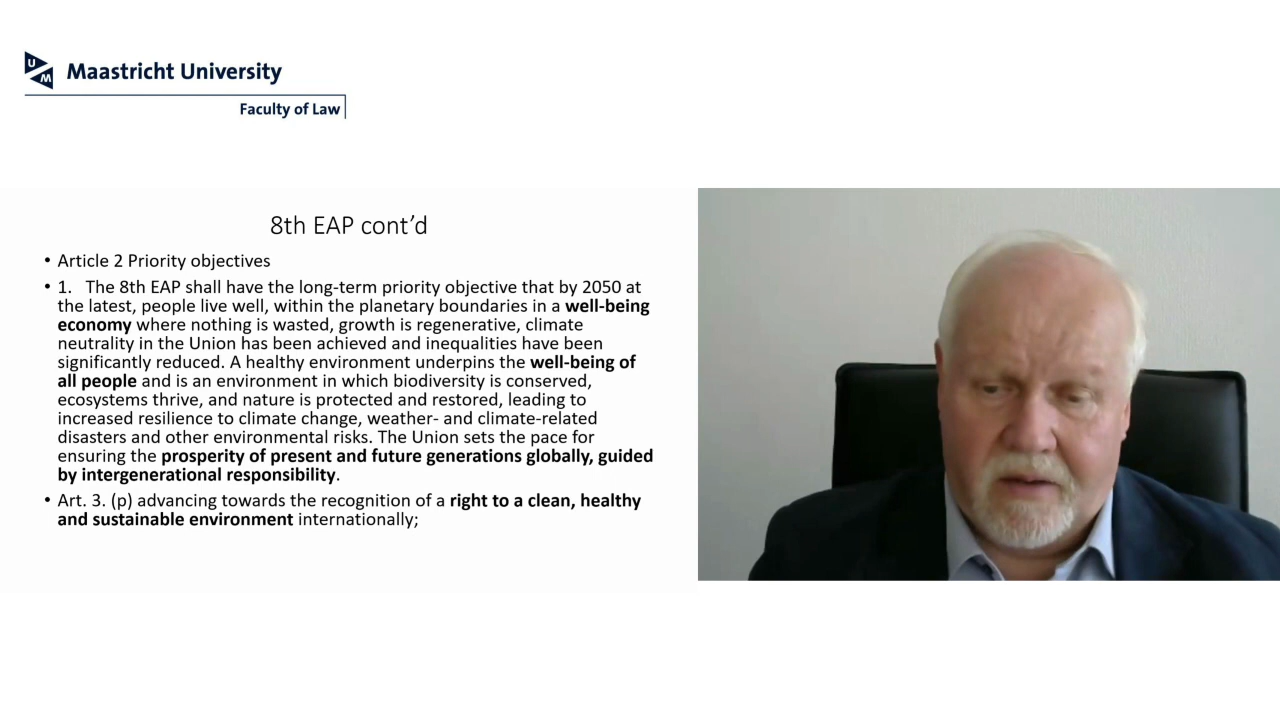 U
M
Maastricht University
Faculty of Law
8th EAP cont’d
• Article 2 Priority objectives
• 1. The 8th EAP shall have the long-term priority objective that by 2050 at
the latest, people live well, within the planetary boundaries in a well-being
economy where nothing is wasted, growth is regenerative, climate
neutrality in the Union has been achieved and inequalities have been
significantly reduced. A healthy environment underpins the well-being of
all people and is an environment in which biodiversity is conserved,
ecosystems thrive, and nature is protected and restored, leading to
increased resilience to climate change, weather- and climate-related
disasters and other environmental risks. The Union sets the pace for
ensuring the prosperity of present and future generations globally, guided
by intergenerational responsibility.
• Art. 3. (p) advancing towards the recognition of a right to a clean, healthy
and sustainable environment internationally;